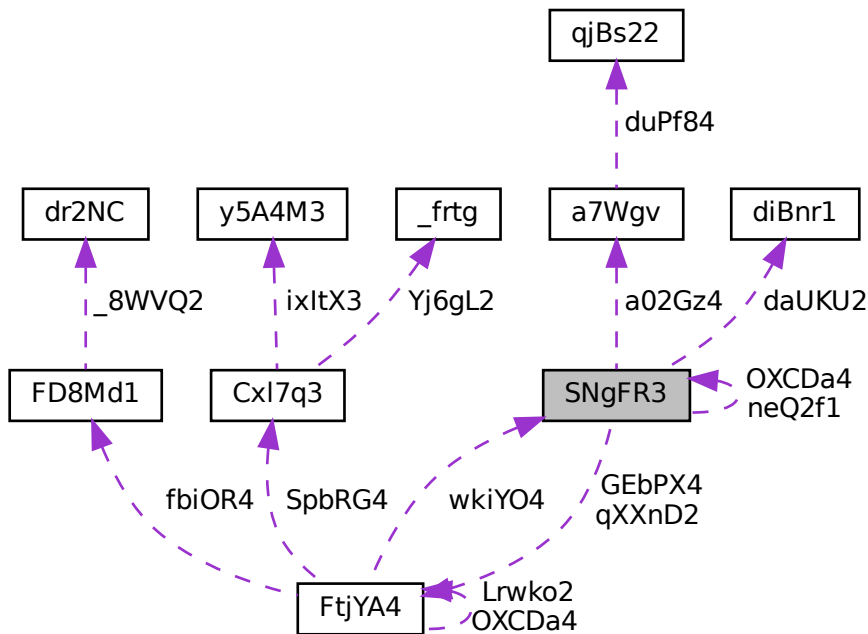 qjBs22
duPf84
dr2NC
y5A4M3
_frtg
a7Wgv
diBnr1
_8WVQ2
ixItX3
Yj6gL2
a02Gz4
daUKU2
FD8Md1
Cxl7q3
SNgFR3
OXCDa4
neQ2f1
fbiOR4
SpbRG4
wkiYO4
GEbPX4
qXXnD2
FtjYA4
Lrwko2
OXCDa4